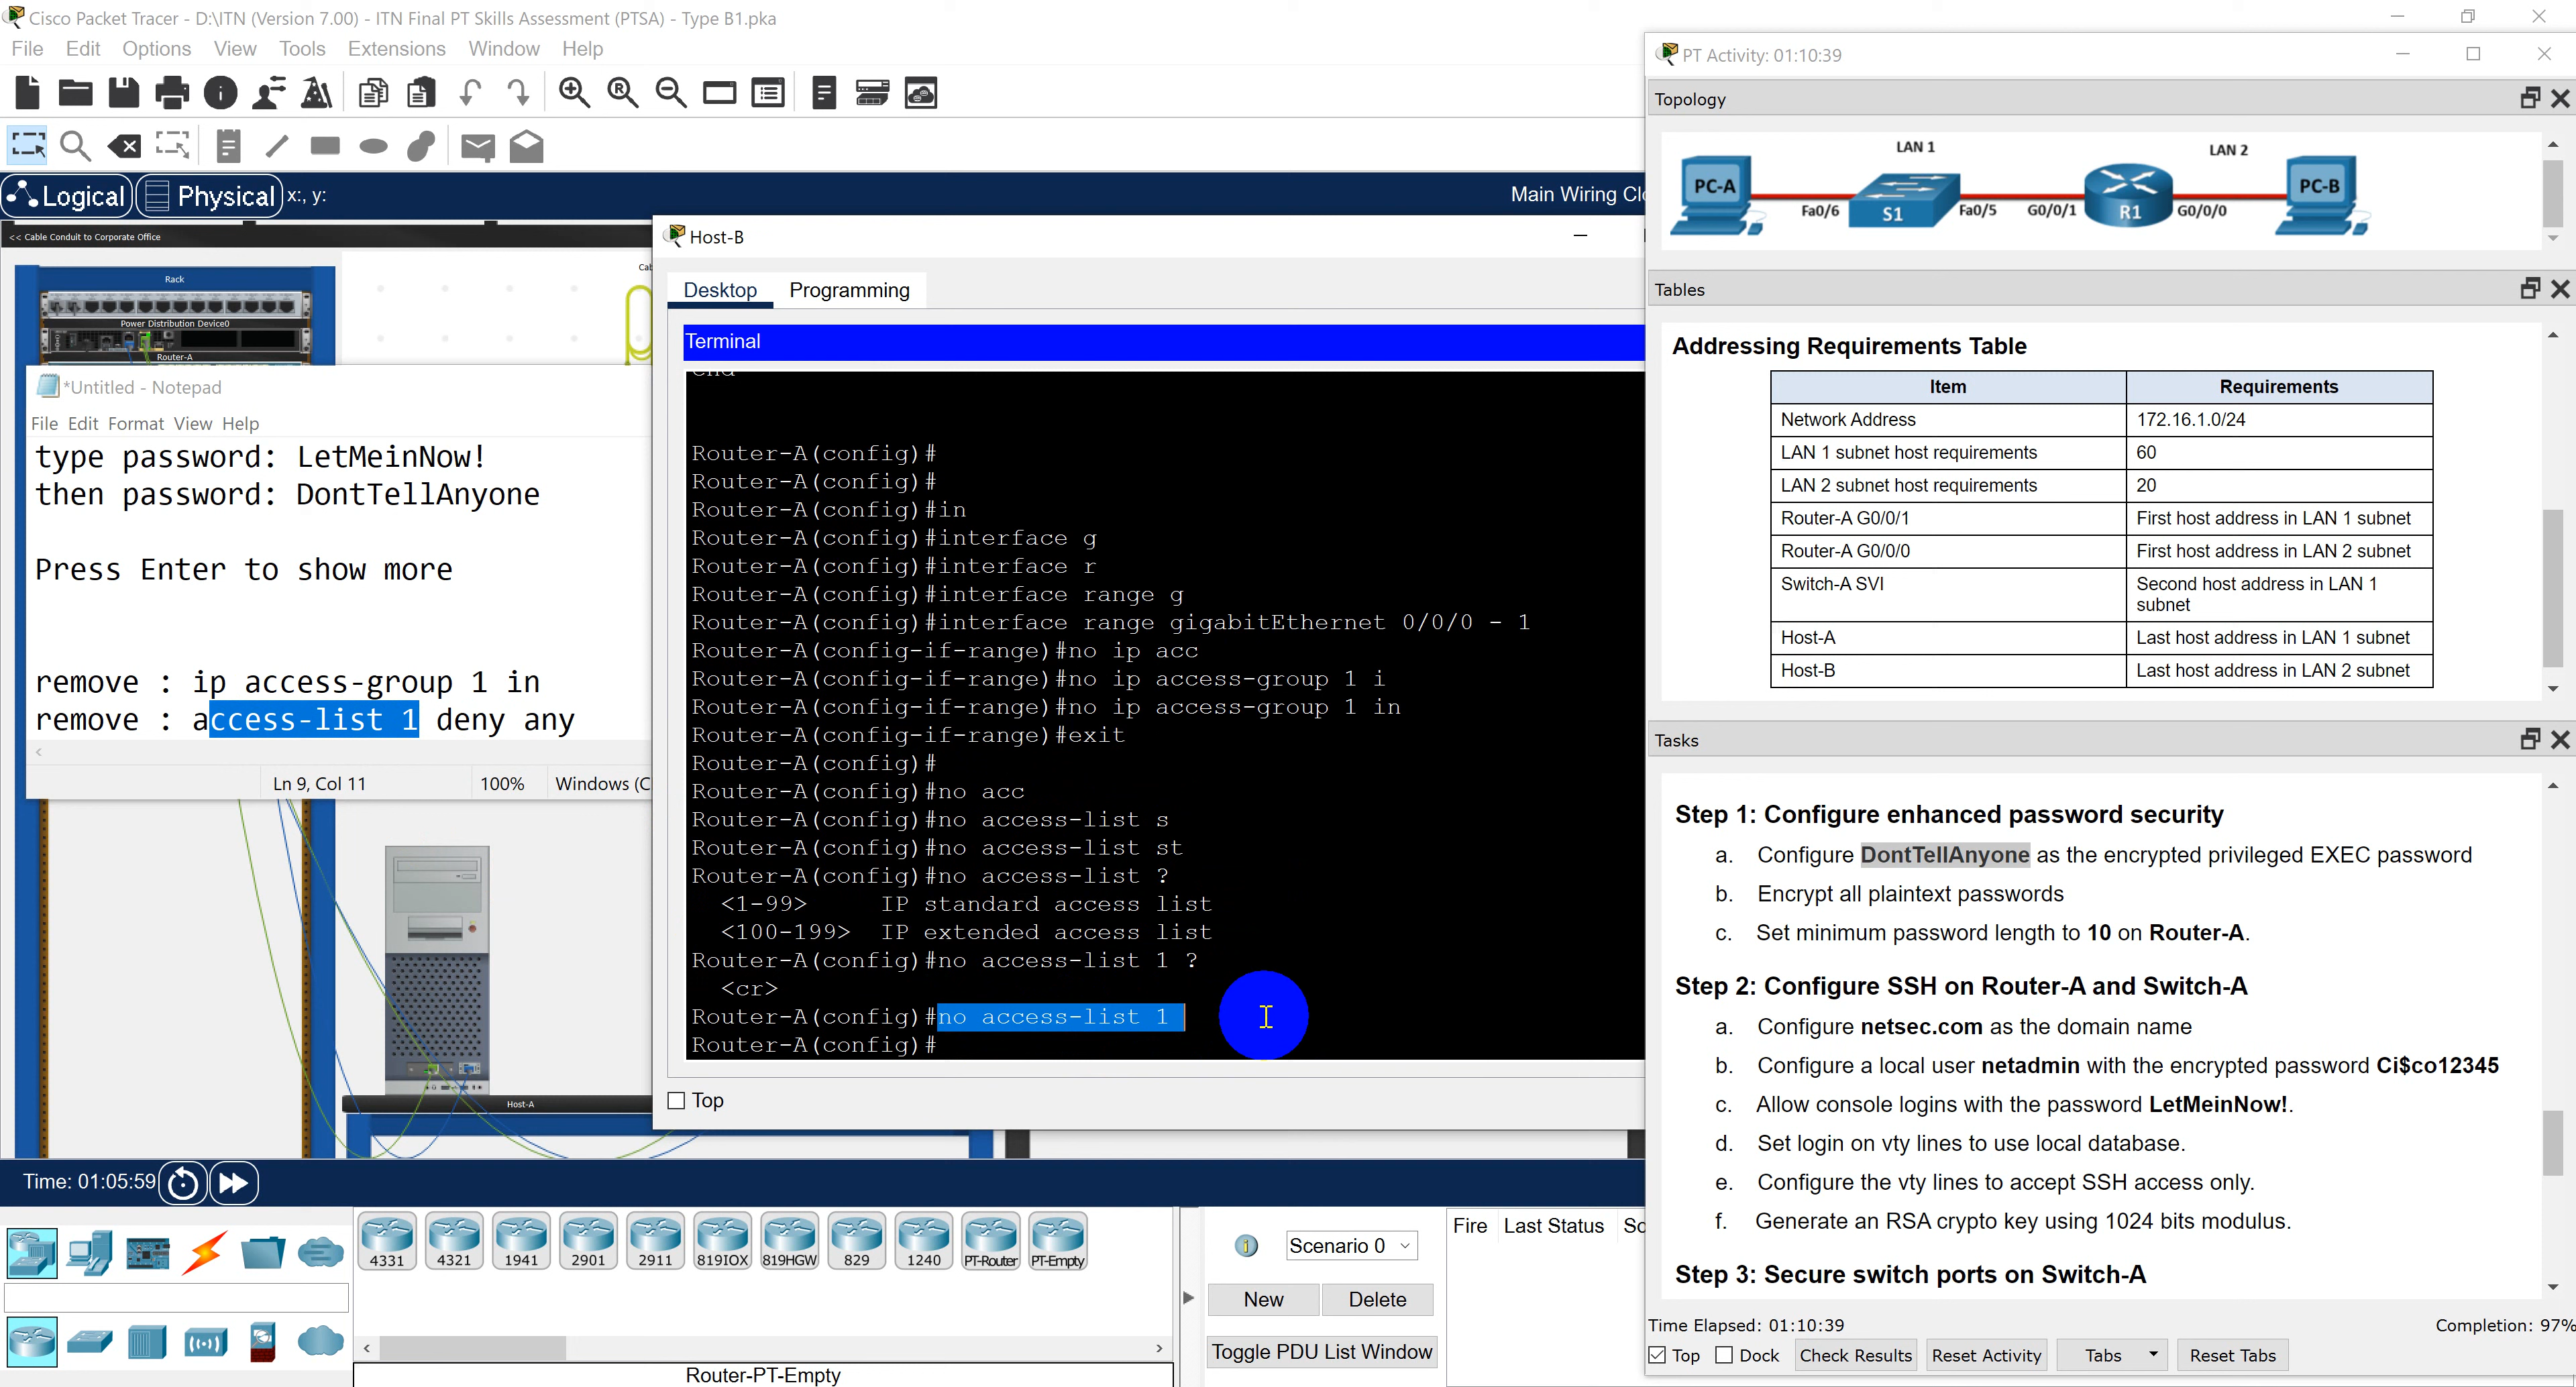 Cisco Packet Tracer - D:\ITN (Version 7.00) - ITN Final PT Skills Assessment (PTSA) - Type B1.pka
File Edit Options View Tools Extensions Window Help
Logical Physical x:, y:
Main Wiring Clo
<< Cable Conduit to Corporate Office
Rack
Power Distribution Device0
Router-A
Cab
*Untitled - Notepad
File Edit Format View Help
type password: LetMeinNow!
then password: DontTellAnyone
Press Enter to show more
remove : ip access-group 1 in
remove : access-list 1 deny any
Ln 9, Col 11 100% Windows (C
Host-A
Host-B
Desktop Programming
Terminal
end
Router-A(config)#
Router-A(config)#
Router-A(config)#in
Router-A(config)#interface g
Router-A(config)#interface r
Router-A(config)#interface range g
Router-A(config)#interface range gigabitEthernet 0/0/0 - 1
Router-A(config-if-range)#no ip acc
Router-A(config-if-range)#no ip access-group 1 i
Router-A(config-if-range)#no ip access-group 1 in
Router-A(config-if-range)#exit
Router-A(config)#
Router-A(config)#no acc
Router-A(config)#no access-list s
Router-A(config)#no access-list st
Router-A(config)#no access-list ?
<1-99> IP standard access list
<100-199> IP extended access list
Router-A(config)#no access-list 1 ?
<cr>
Router-A(config)#no access-list 1
Router-A(config)#
Top
Time: 01:05:59
4331 4321 1941 2901 2911 819IOX 819HGW 829 1240 PT-Router PT-Empty
Router-PT-Empty
Scenario 0
New Delete
Toggle PDU List Window
Fire Last Status So
PT Activity: 01:10:39
Topology
LAN 1 LAN 2
PC-A Fa0/6 S1 Fa0/5 G0/0/1 R1 G0/0/0 PC-B
Tables
Addressing Requirements Table
Item Requirements
Network Address 172.16.1.0/24
LAN 1 subnet host requirements 60
LAN 2 subnet host requirements 20
Router-A G0/0/1 First host address in LAN 1 subnet
Router-A G0/0/0 First host address in LAN 2 subnet
Switch-A SVI Second host address in LAN 1
subnet
Host-A Last host address in LAN 1 subnet
Host-B Last host address in LAN 2 subnet
Tasks
Step 1: Configure enhanced password security
a. Configure DontTellAnyone as the encrypted privileged EXEC password
b. Encrypt all plaintext passwords
c. Set minimum password length to 10 on Router-A.
Step 2: Configure SSH on Router-A and Switch-A
a. Configure netsec.com as the domain name
b. Configure a local user netadmin with the encrypted password Ci$co12345
c. Allow console logins with the password LetMeinNow!.
d. Set login on vty lines to use local database.
e. Configure the vty lines to accept SSH access only.
f. Generate an RSA crypto key using 1024 bits modulus.
Step 3: Secure switch ports on Switch-A
Time Elapsed: 01:10:39 Completion: 97%
Top Dock Check Results Reset Activity Tabs Reset Tabs